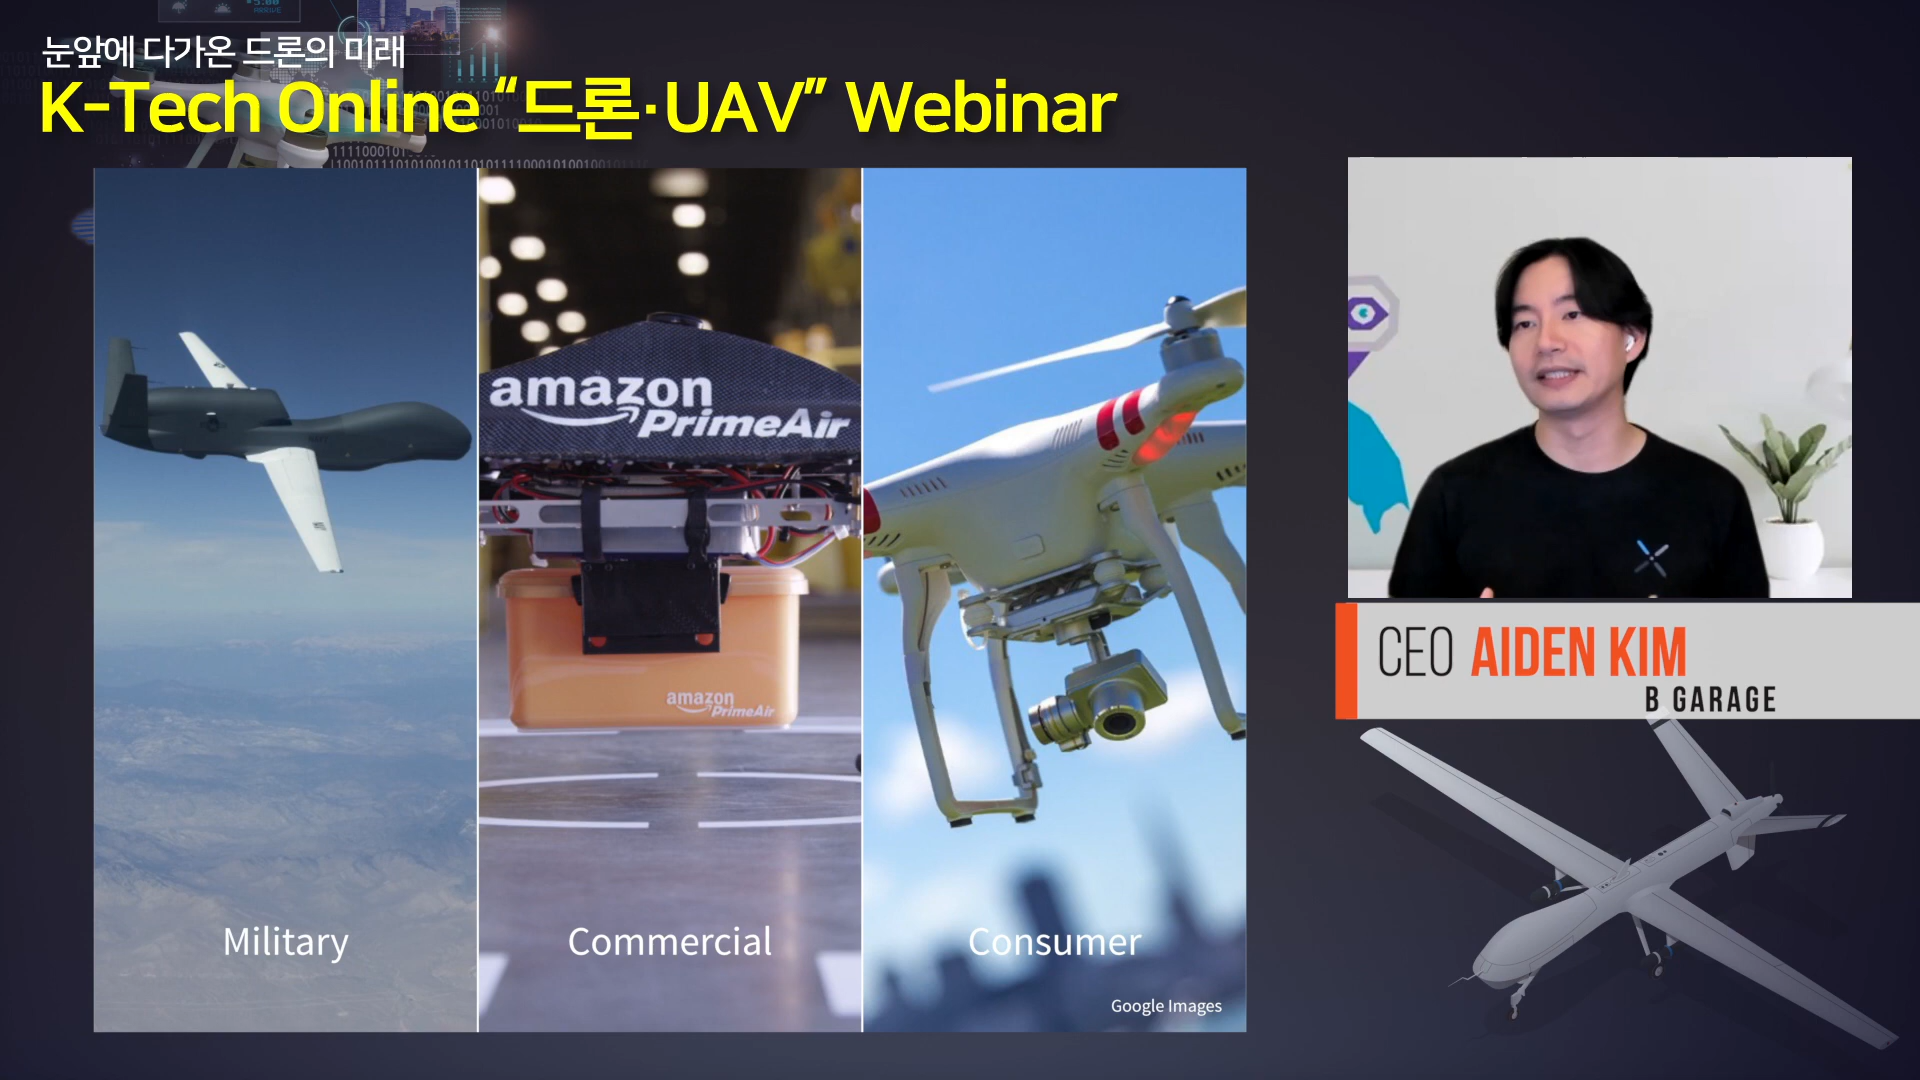 눈앞에 다가온 드론의 미래
K-Tech Online “드론·UAV” Webinar
amazon
PrimeAir
amazon
PrimeAir
Military
Commercial
Consumer
Google Images
CEO AIDEN KIM
B GARAGE